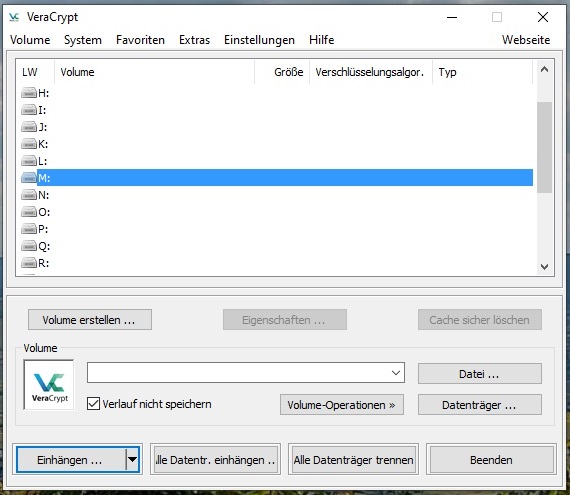 VeraCrypt
Volume System Favoriten Extras Einstellungen Hilfe Webseite
LW Volume Größe Verschlüsselungsalgor. Typ
H:
I:
J:
K:
L:
M:
N:
O:
P:
Q:
R:
Volume erstellen ... Eigenschaften ... Cache sicher löschen
Volume
VeraCrypt
Datei ...
Verlauf nicht speichern Volume-Operationen » Datenträger ...
Einhängen ... lle Datentr. einhängen .. Alle Datenträger trennen Beenden